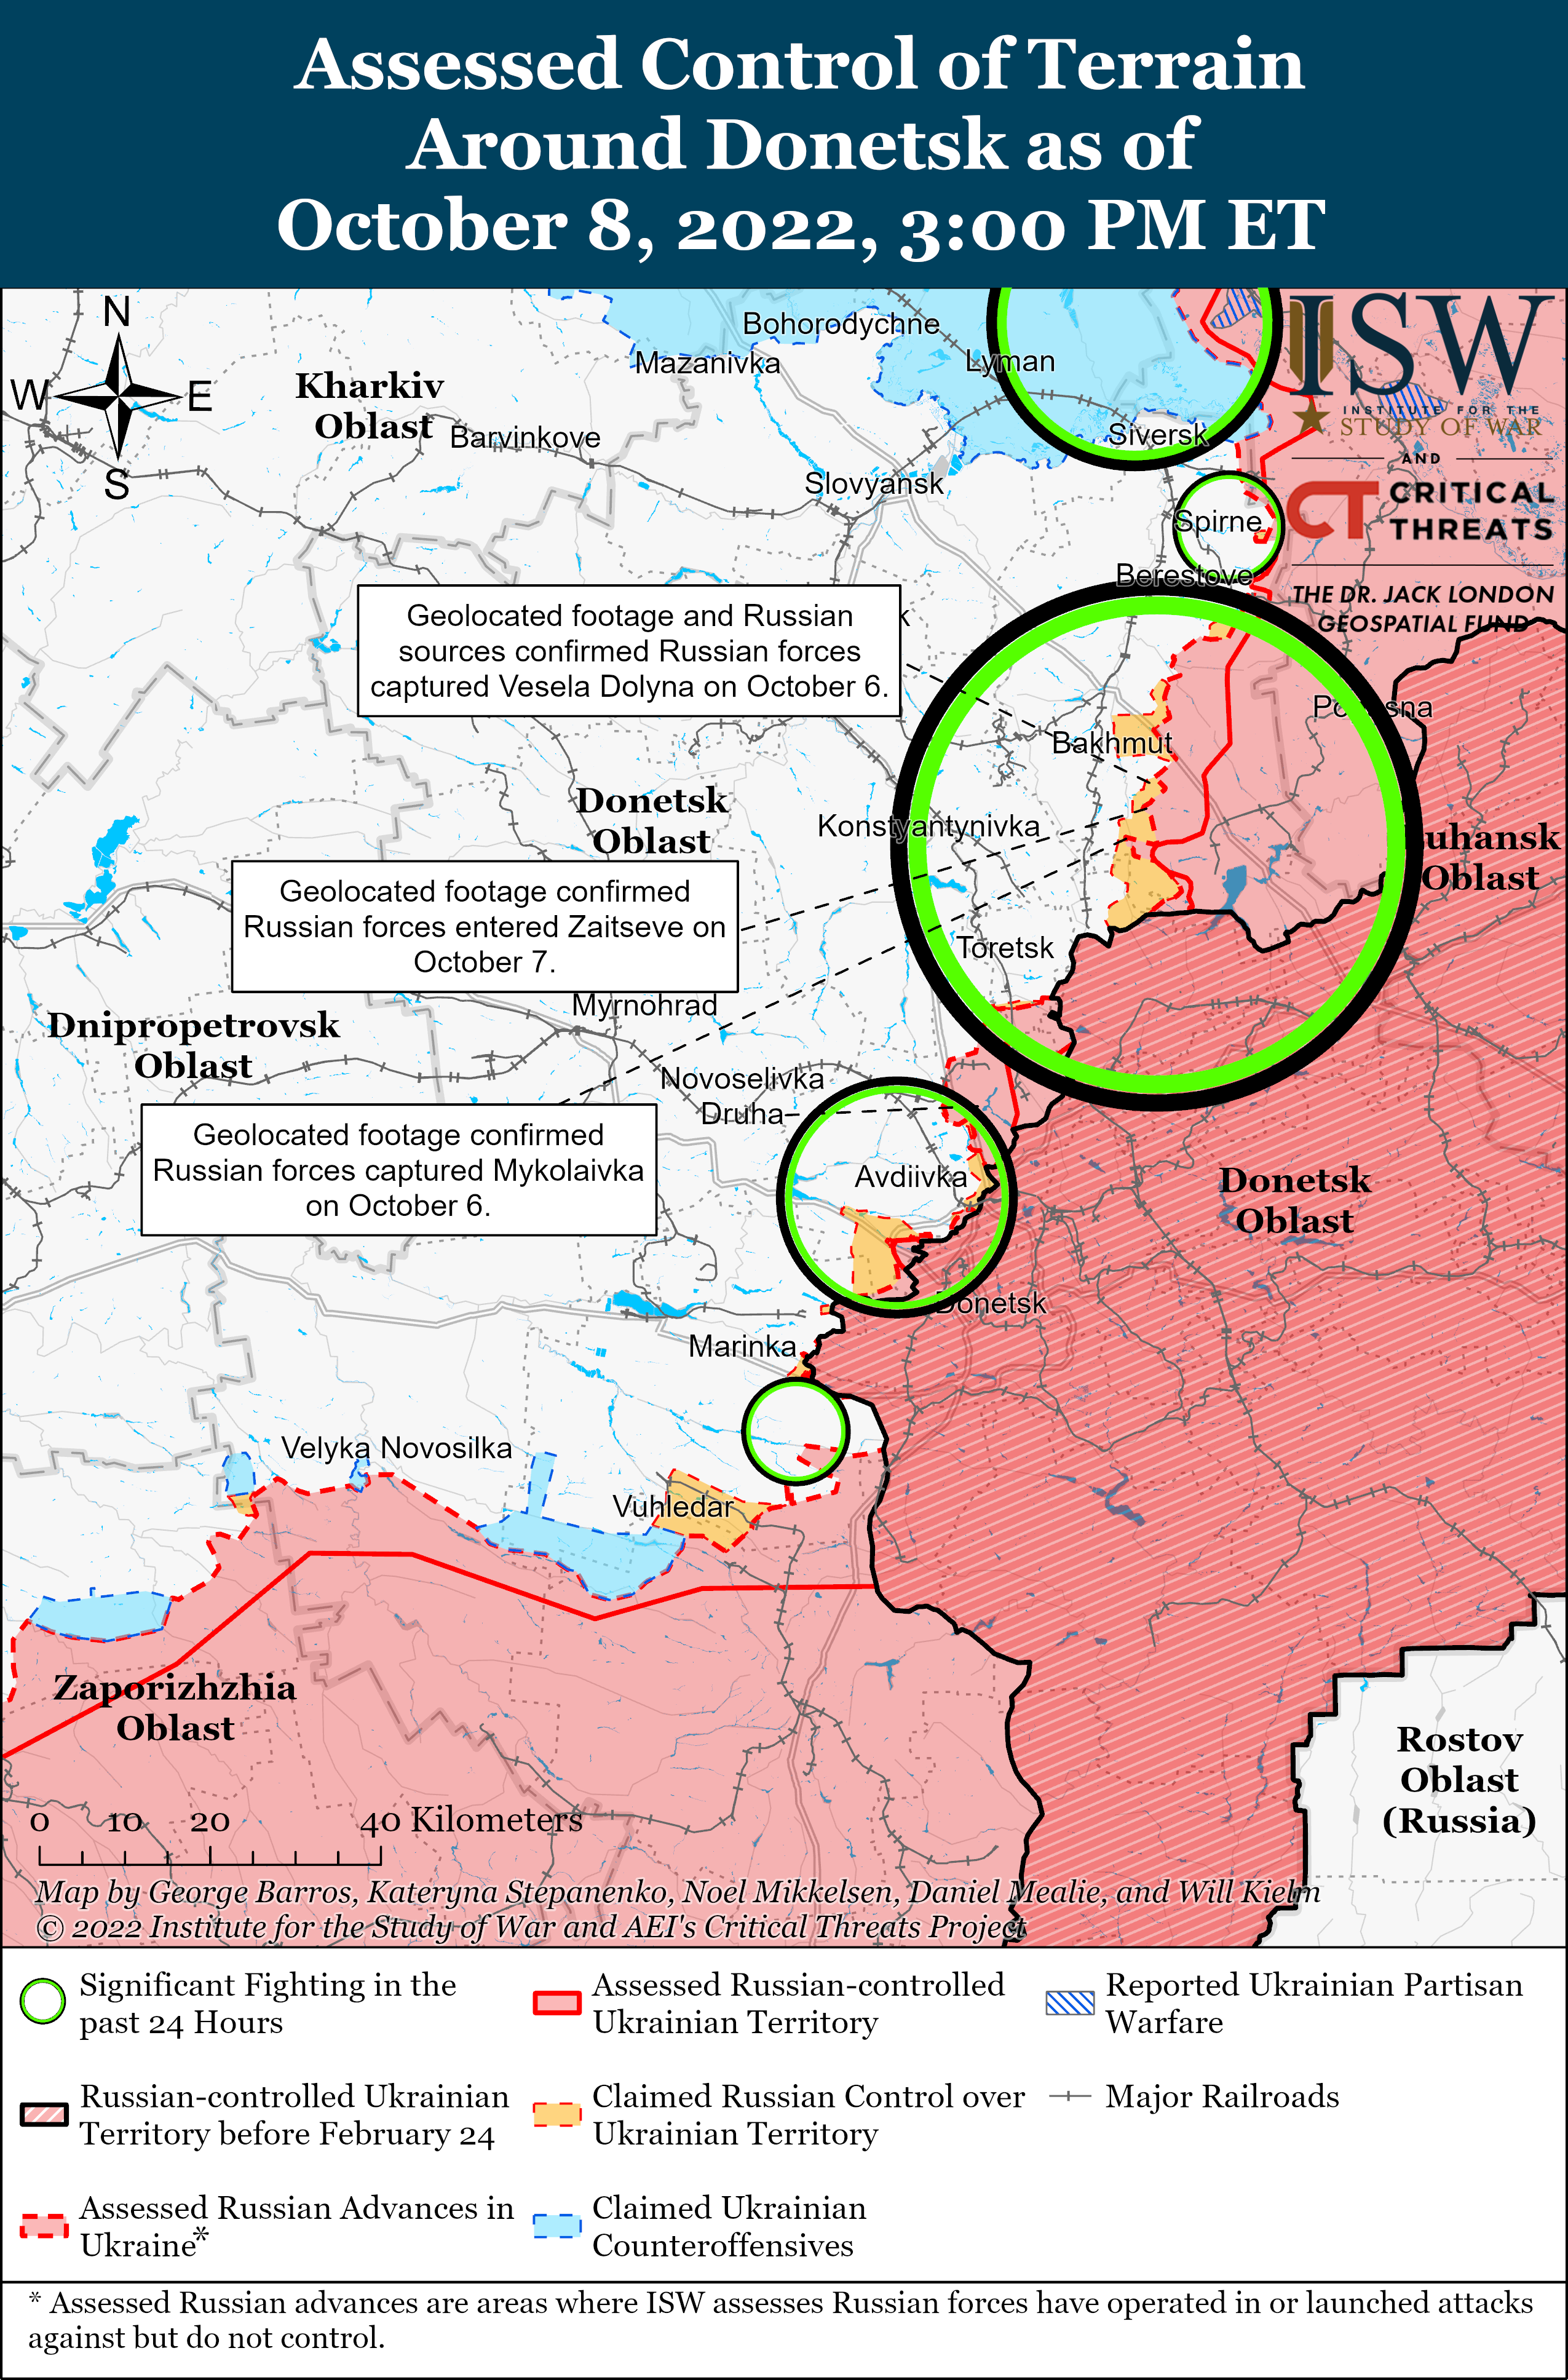 Assessed Control of Terrain
Around Donetsk as of
October 8, 2022, 3:00 PM ET
N
W
E
S
ISW
INSTITUTE FOR THE
STUDY OF WAR
AND
CT CRITICAL
THREATS
THE DR. JACK LONDON
GEOSPATIAL FUND
Bohorodychne
Mazanivka
Lyman
Kharkiv
Oblast
Barvinkove
Siversk
Slovyansk
Spirne
Berestove
Geolocated footage and Russian
sources confirmed Russian forces
captured Vesela Dolyna on October 6.
k
Bakhmut
Donetsk
Oblast
Konstyantynivka
Luhansk
Oblast
Geolocated footage confirmed
Russian forces entered Zaitseve on
October 7.
Toretsk
Myrnohrad
Dnipropetrovsk
Oblast
Novoselivka
Druha
Geolocated footage confirmed
Russian forces captured Mykolaivka
on October 6.
Avdiivka
Donetsk
Oblast
Donetsk
Marinka
Velyka Novosilka
Vuhledar
Zaporizhzhia
Oblast
Rostov
Oblast
(Russia)
0 10 20 40 Kilometers
Map by George Barros, Kateryna Stepanenko, Noel Mikkelsen, Daniel Mealie, and Will Kielm
© 2022 Institute for the Study of War and AEI's Critical Threats Project
Significant Fighting in the
past 24 Hours
Russian-controlled Ukrainian
Territory before February 24
Assessed Russian Advances in
Ukraine*
Assessed Russian-controlled
Ukrainian Territory
Claimed Russian Control over
Ukrainian Territory
Claimed Ukrainian
Counteroffensives
Reported Ukrainian Partisan
Warfare
Major Railroads
* Assessed Russian advances are areas where ISW assesses Russian forces have operated in or launched attacks
against but do not control.